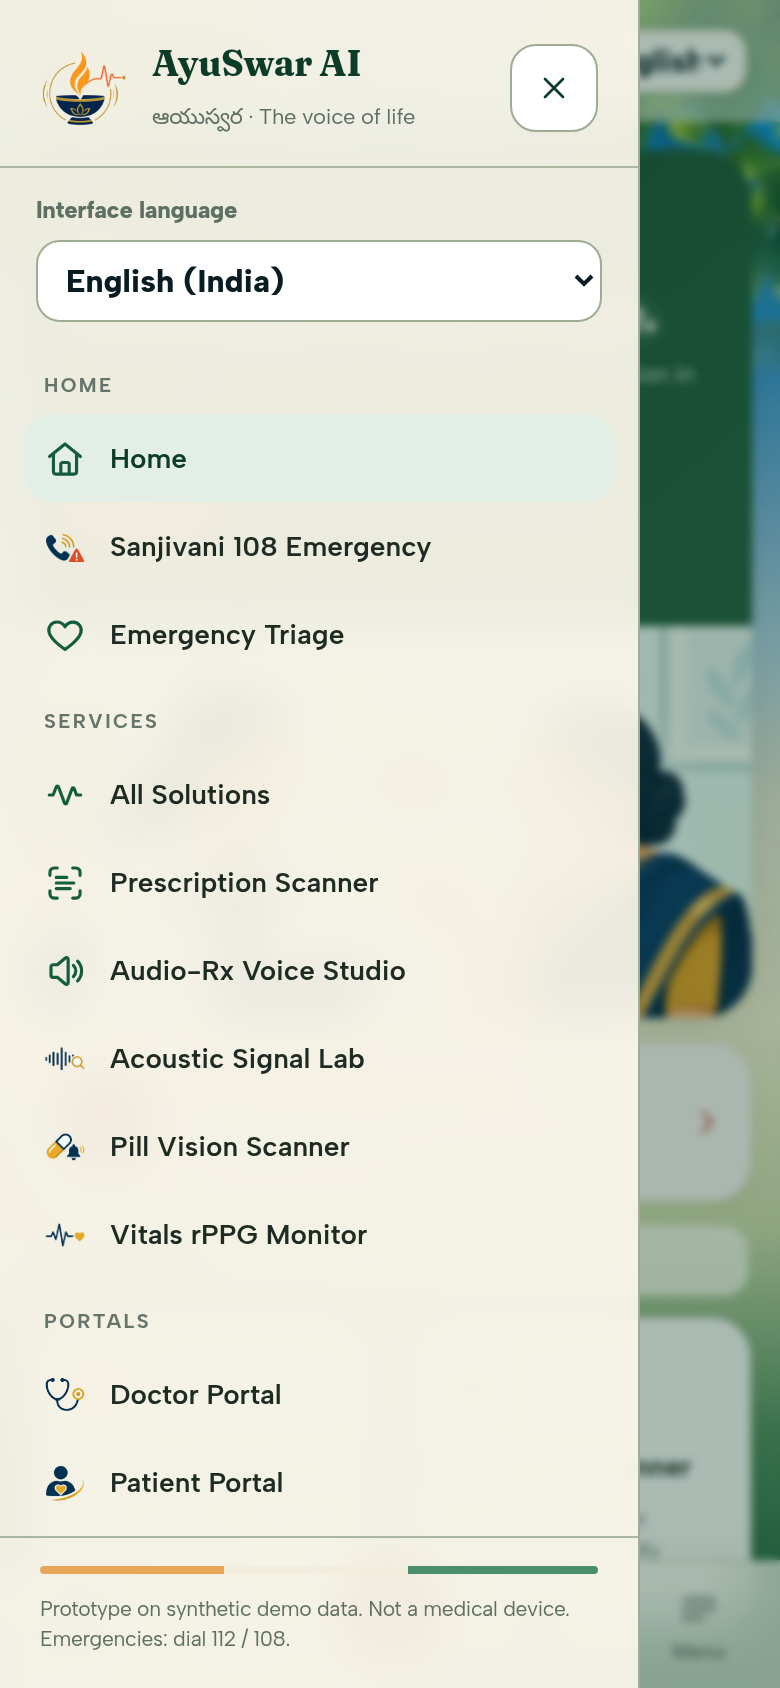 AyuSwar AI
ఆయుస్వర · The voice of life
Interface language
English (India)
HOME
Home
Sanjivani 108 Emergency
Emergency Triage
SERVICES
All Solutions
Prescription Scanner
Audio-Rx Voice Studio
Acoustic Signal Lab
Pill Vision Scanner
Vitals rPPG Monitor
PORTALS
Doctor Portal
Patient Portal
Prototype on synthetic demo data. Not a medical device.
Emergencies: dial 112 / 108.
Menu